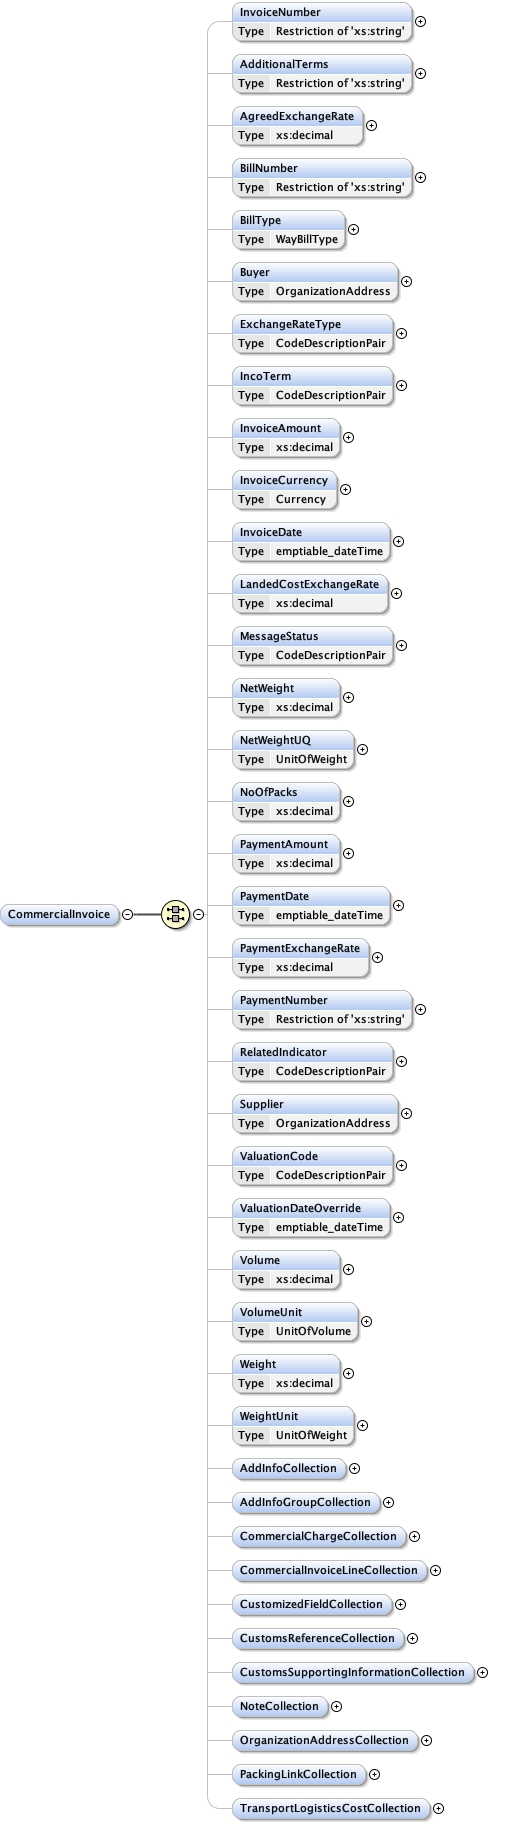 InvoiceNumber
Type Restriction of 'xs:string'
AdditionalTerms
Type Restriction of 'xs:string'
AgreedExchangeRate
Type xs:decimal
BillNumber
Type Restriction of 'xs:string'
BillType
Type WayBillType
Buyer
Type OrganizationAddress
ExchangeRateType
Type CodeDescriptionPair
IncoTerm
Type CodeDescriptionPair
InvoiceAmount
Type xs:decimal
InvoiceCurrency
Type Currency
InvoiceDate
Type emptiable_dateTime
LandedCostExchangeRate
Type xs:decimal
MessageStatus
Type CodeDescriptionPair
NetWeight
Type xs:decimal
NetWeightUQ
Type UnitOfWeight
NoOfPacks
Type xs:decimal
PaymentAmount
Type xs:decimal
PaymentDate
CommercialInvoice
Type emptiable_dateTime
PaymentExchangeRate
Type xs:decimal
PaymentNumber
Type Restriction of 'xs:string'
RelatedIndicator
Type CodeDescriptionPair
Supplier
Type OrganizationAddress
ValuationCode
Type CodeDescriptionPair
ValuationDateOverride
Type emptiable_dateTime
Volume
Type xs:decimal
VolumeUnit
Type UnitOfVolume
Weight
Type xs:decimal
WeightUnit
Type UnitOfWeight
AddInfoCollection
AddInfoGroupCollection
CommercialChargeCollection
CommercialInvoiceLineCollection
CustomizedFieldCollection
CustomsReferenceCollection
CustomsSupportingInformationCollection
NoteCollection
OrganizationAddressCollection
PackingLinkCollection
TransportLogisticsCostCollection